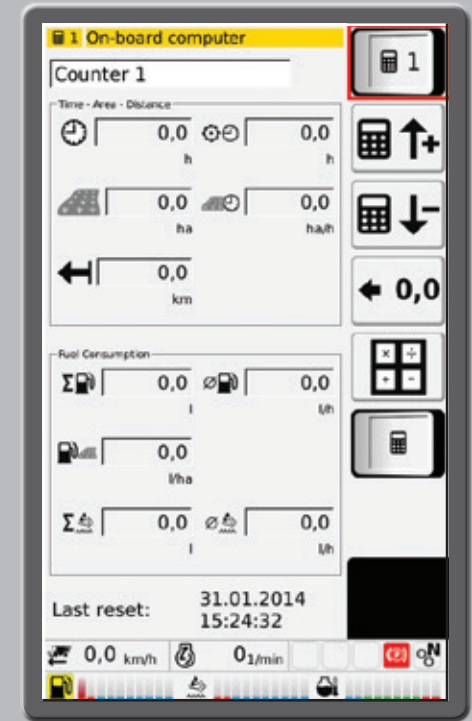 1 On-board computer
1
Counter 1
Time - Area - Distance
0,0 0,0
h h
0,0 0,0
ha ha/h
0,0
km
+
-
0,0
× ÷
+ -
Fuel Consumption
Σ 0,0 ⌀ 0,0
l l/h
0,0
l/ha
Σ 0,0 ⌀ 0,0
l l/h
Last reset: 31.01.2014
15:24:32
0,0 km/h 0 1/min (P) N